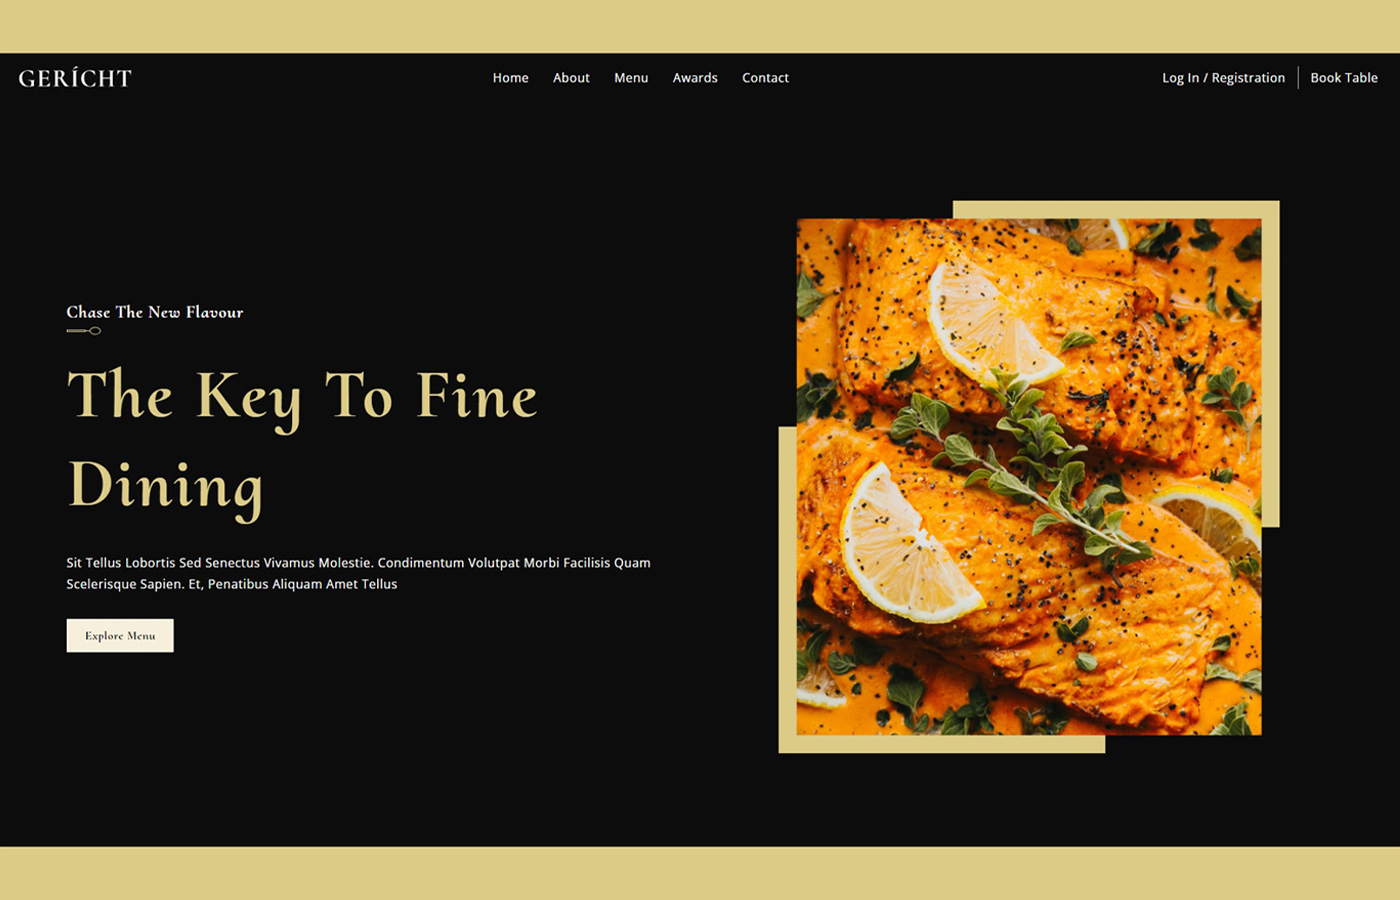 GERÍCHT
Home About Menu Awards Contact
Log In / Registration Book Table
Chase The New Flavour
The Key To Fine
Dining
Sit Tellus Lobortis Sed Senectus Vivamus Molestie. Condimentum Volutpat Morbi Facilisis Quam
Scelerisque Sapien. Et, Penatibus Aliquam Amet Tellus
Explore Menu